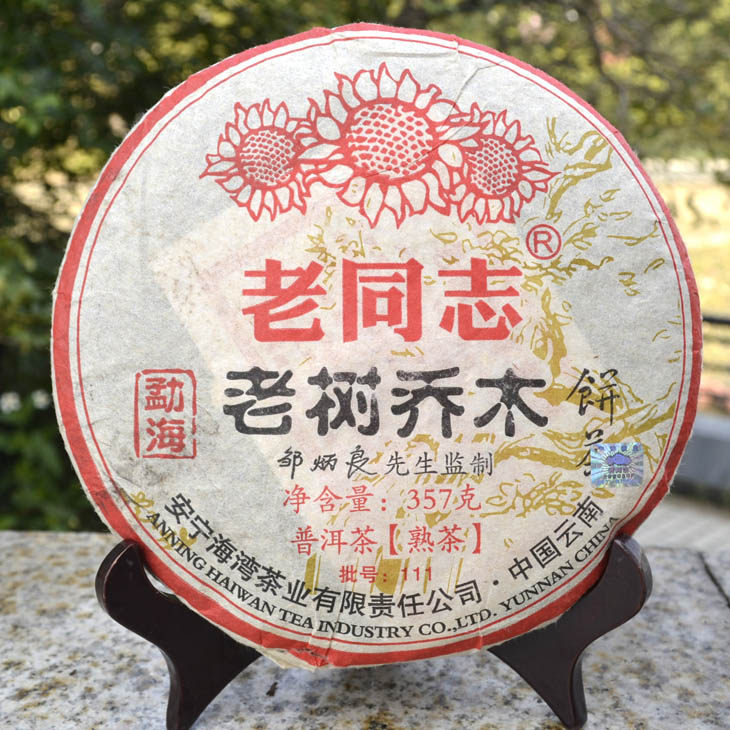 ®
老同志
勐海
老树乔木
餅茶
邹炳良先生监制
净含量：357克
普洱茶【熟茶】
批号：111
安宁海湾茶业有限责任公司·中国云南
ANNING HAIWAN TEA INDUSTRY CO.,LTD. YUNNAN CHINA